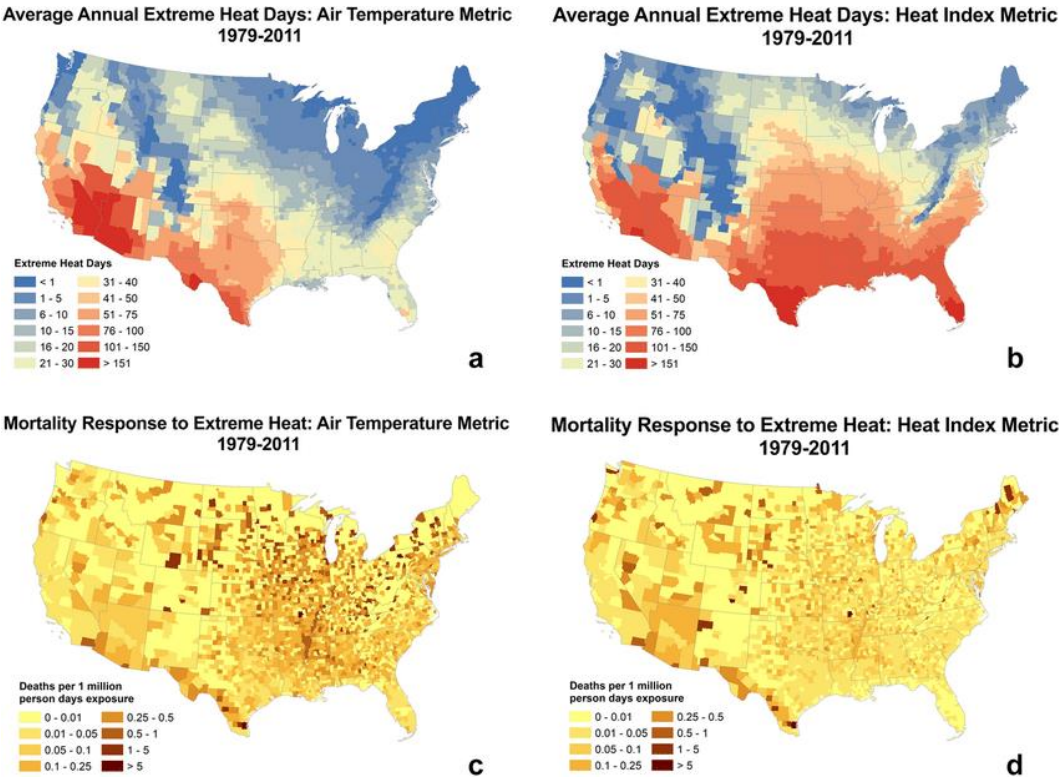 Average Annual Extreme Heat Days: Air Temperature Metric
1979-2011
Extreme Heat Days
< 1
1 - 5
6 - 10
10 - 15
16 - 20
21 - 30
31 - 40
41 - 50
51 - 75
76 - 100
101 - 150
> 151
a
Average Annual Extreme Heat Days: Heat Index Metric
1979-2011
Extreme Heat Days
< 1
1 - 5
6 - 10
10 - 15
16 - 20
21 - 30
31 - 40
41 - 50
51 - 75
76 - 100
101 - 150
> 151
b
Mortality Response to Extreme Heat: Air Temperature Metric
1979-2011
Deaths per 1 million
person days exposure
0 - 0.01
0.01 - 0.05
0.05 - 0.1
0.1 - 0.25
0.25 - 0.5
0.5 - 1
1 - 5
> 5
c
Mortality Response to Extreme Heat: Heat Index Metric
1979-2011
Deaths per 1 million
person days exposure
0 - 0.01
0.01 - 0.05
0.05 - 0.1
0.1 - 0.25
0.25 - 0.5
0.5 - 1
1 - 5
> 5
d